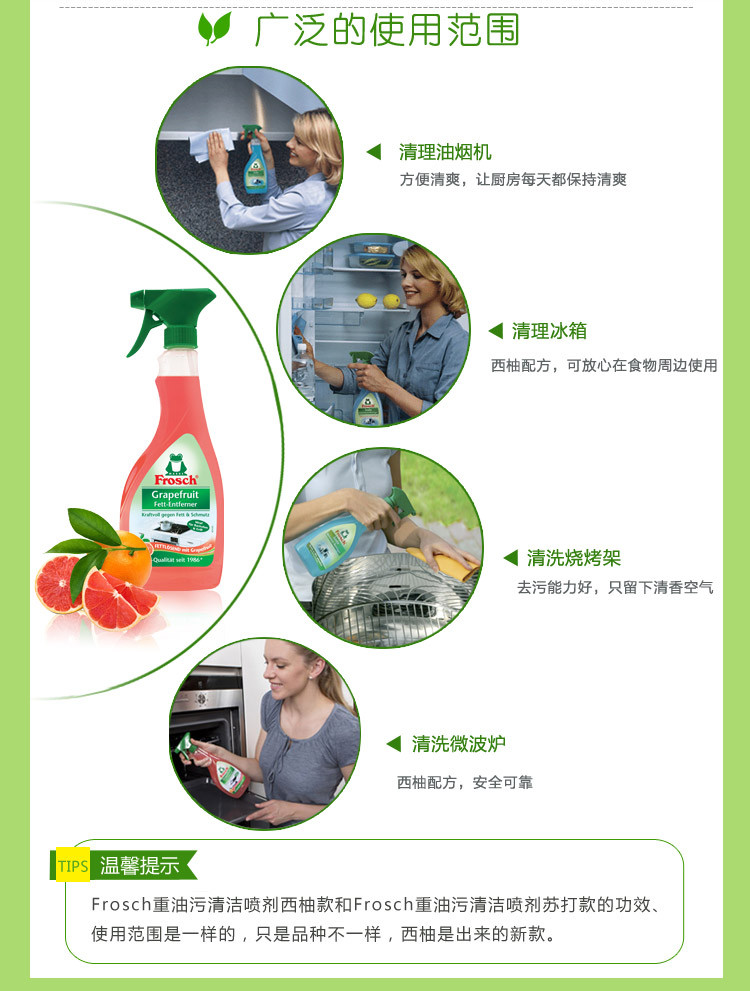 广泛的使用范围
清理油烟机
方便清爽，让厨房每天都保持清爽
清理冰箱
西柚配方，可放心在食物周边使用
Frosch
Grapefruit
Fett-Entferner
Kraftvoll gegen Fett & Schmutz
FETTLÖSEND mit Grapefruit
Qualität seit 1986*
清洗烧烤架
去污能力好，只留下清香空气
清洗微波炉
西柚配方，安全可靠
TIPS 温馨提示
Frosch重油污清洁喷剂西柚款和Frosch重油污清洁喷剂苏打款的功效、
使用范围是一样的，只是品种不一样，西柚是出来的新款。